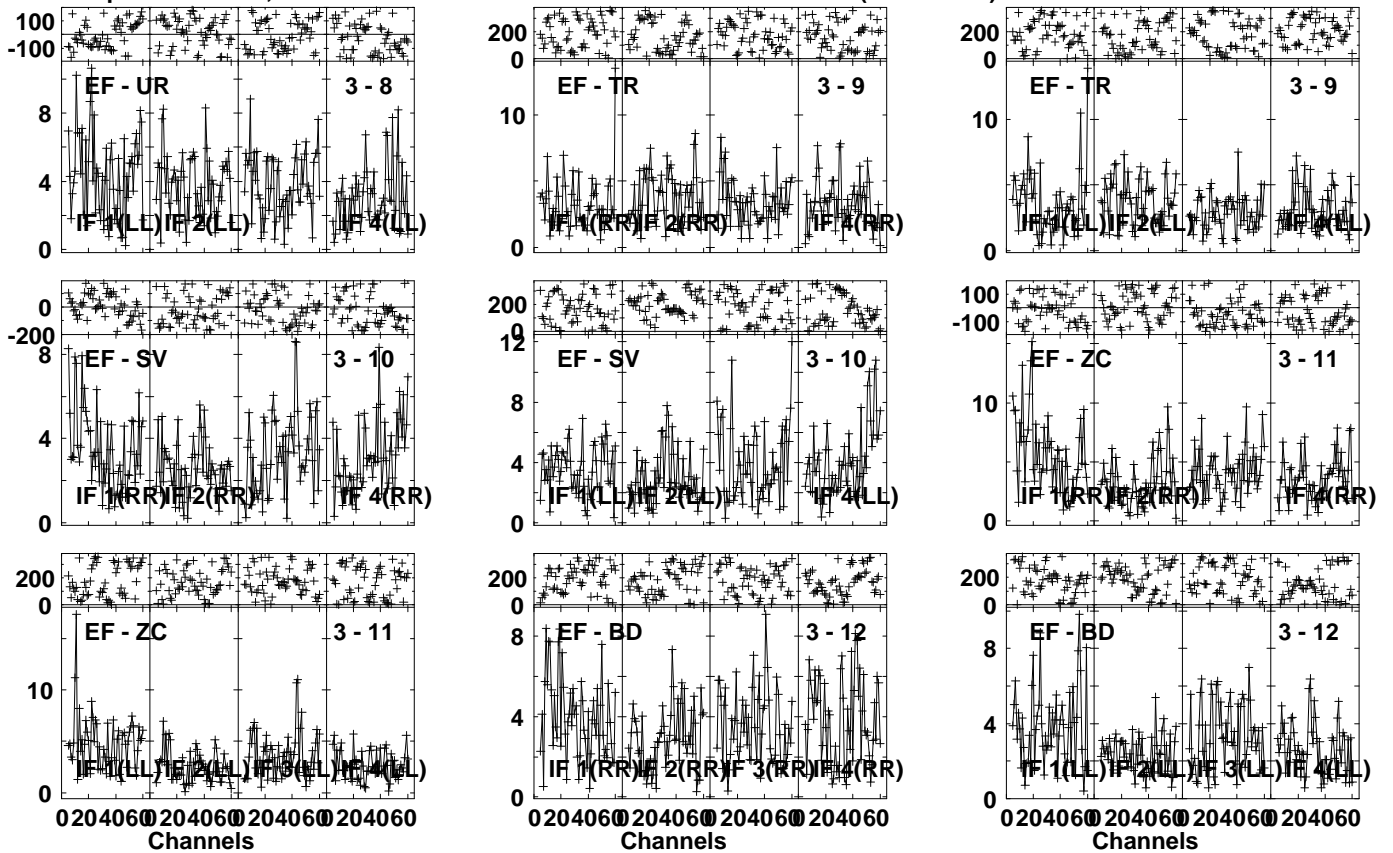 100
-100
EF - UR 3 - 8
8
4
0
IF 1(LL) IF 2(LL) IF 4(LL)
200
0
EF - TR 3 - 9
10
0
IF 1(RR) IF 2(RR) IF 4(RR)
200
0
EF - TR 3 - 9
10
0
IF 1(LL) IF 2(LL) IF 4(LL)
0
-200
EF - SV 3 - 10
8
4
0
IF 1(RR) IF 2(RR) IF 4(RR)
200
0
EF - SV 3 - 10
12
8
4
0
IF 1(LL) IF 2(LL) IF 4(LL)
100
-100
EF - ZC 3 - 11
10
0
IF 1(RR) IF 2(RR) IF 4(RR)
200
0
EF - ZC 3 - 11
10
0
IF 1(LL) IF 2(LL) IF 3(LL) IF 4(LL)
0 20 40 60 0 20 40 60 0 20 40 60 0 20 40 60
Channels
200
0
EF - BD 3 - 12
8
4
0
IF 1(RR) IF 2(RR) IF 3(RR) IF 4(RR)
0 20 40 60 0 20 40 60 0 20 40 60 0 20 40 60
Channels
200
0
EF - BD 3 - 12
8
4
0
IF 1(LL) IF 2(LL) IF 3(LL) IF 4(LL)
0 20 40 60 0 20 40 60 0 20 40 60 0 20 40 60
Channels